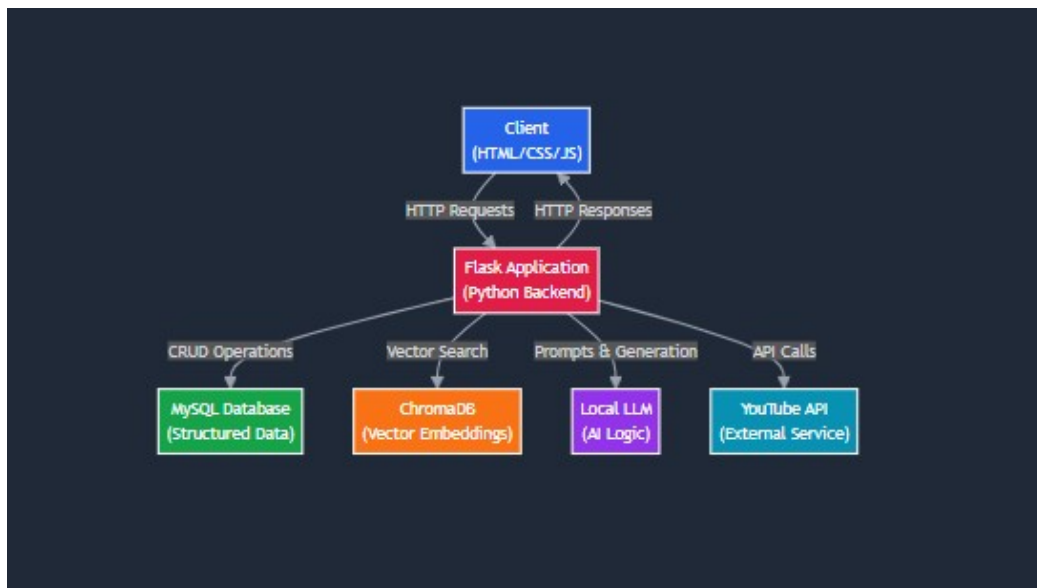 Client
(HTML/CSS/JS)
HTTP Requests
HTTP Responses
Flask Application
(Python Backend)
CRUD Operations
Vector Search
Prompts & Generation
API Calls
MySQL Database
(Structured Data)
ChromaDB
(Vector Embeddings)
Local LLM
(AI Logic)
YouTube API
(External Service)